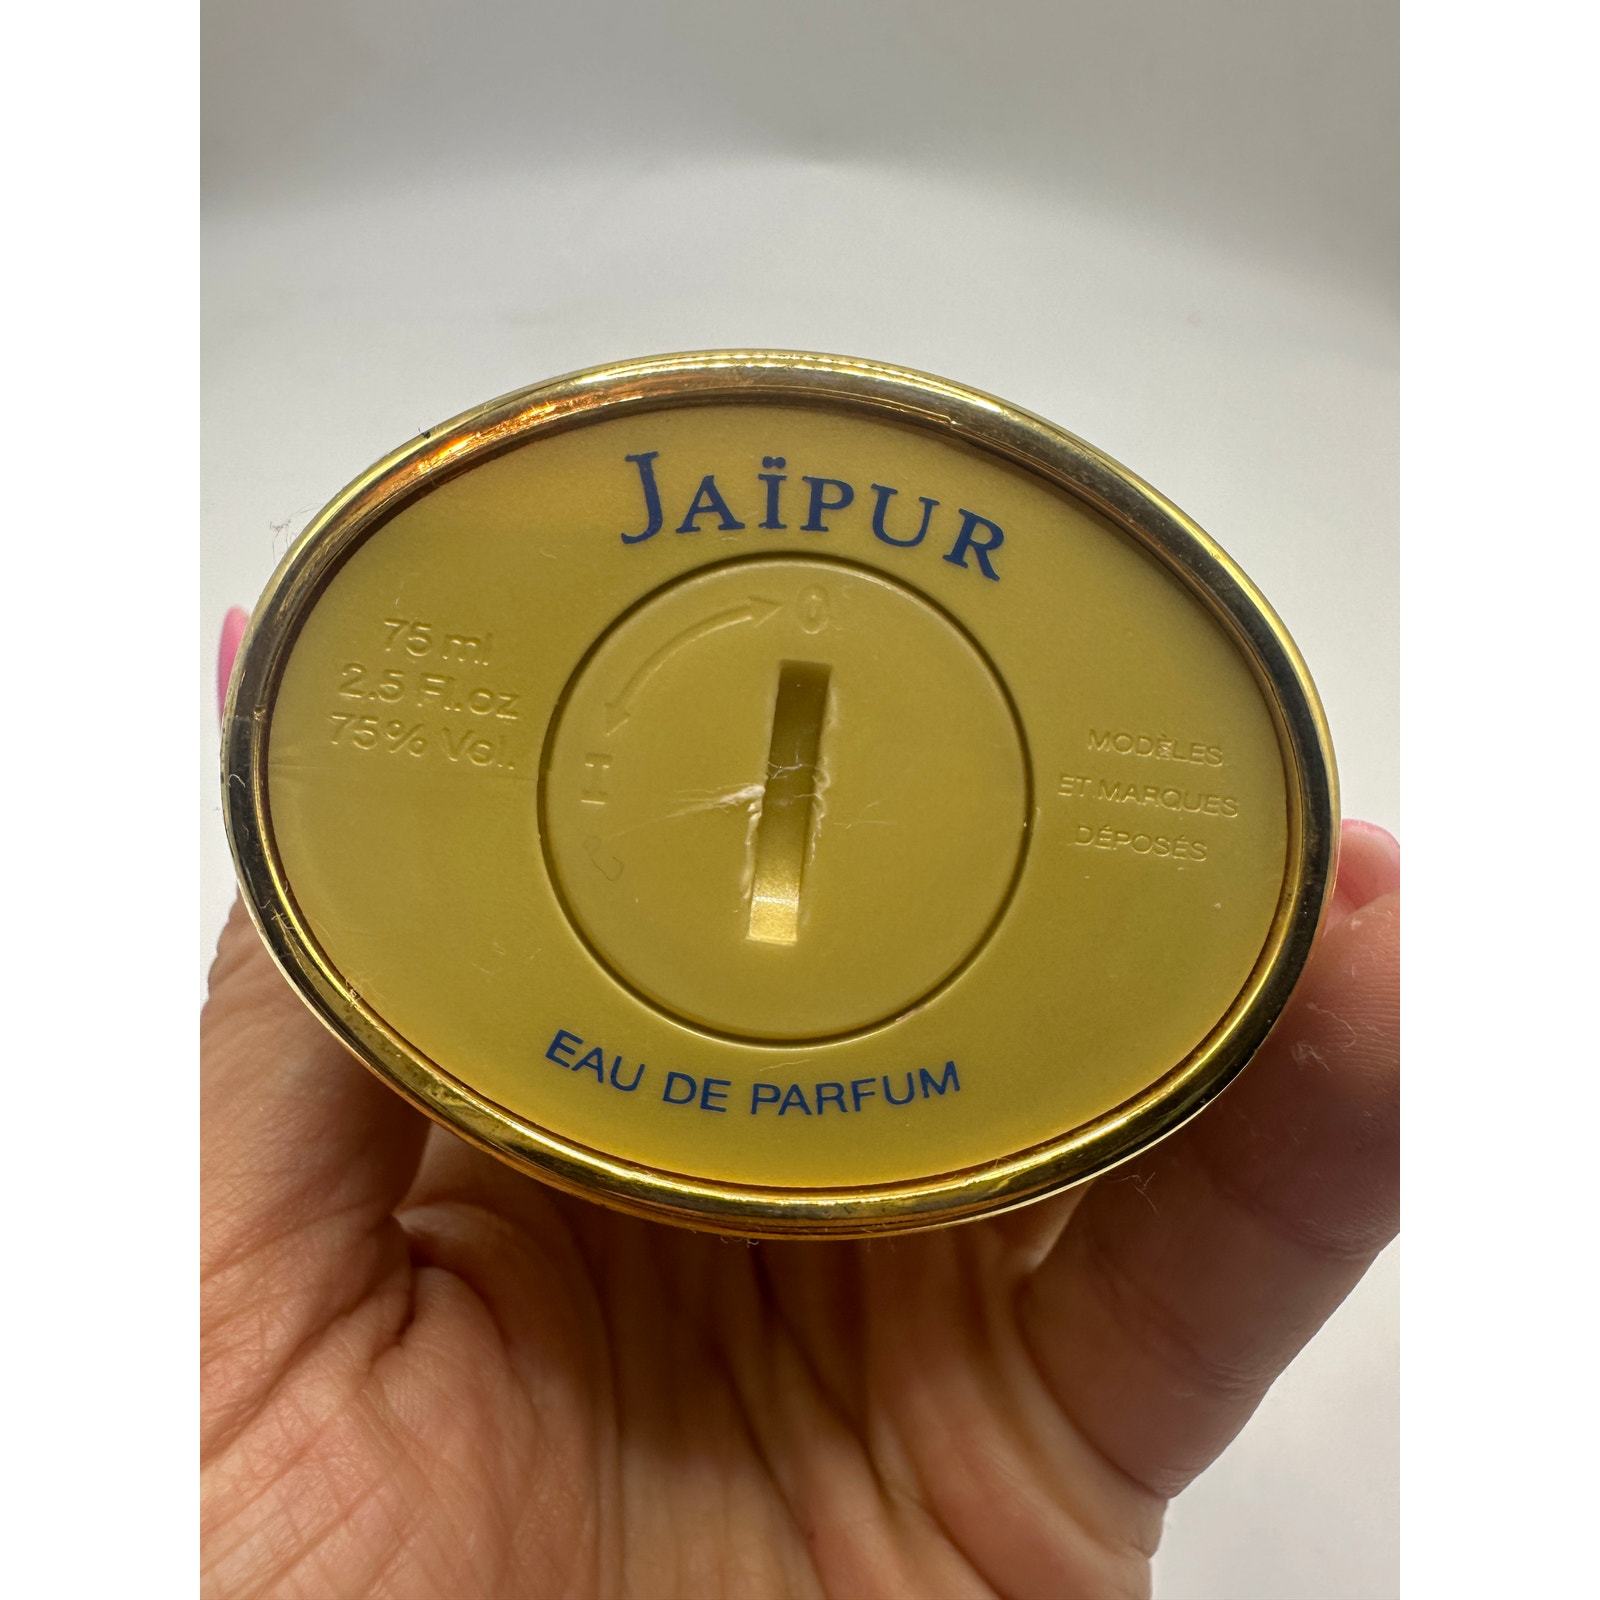 JAÏPUR
75 ml
2.5 Fl.oz
75% Vol.
O
I
MODÈLES
ET MARQUES
DÉPOSÉS
EAU DE PARFUM